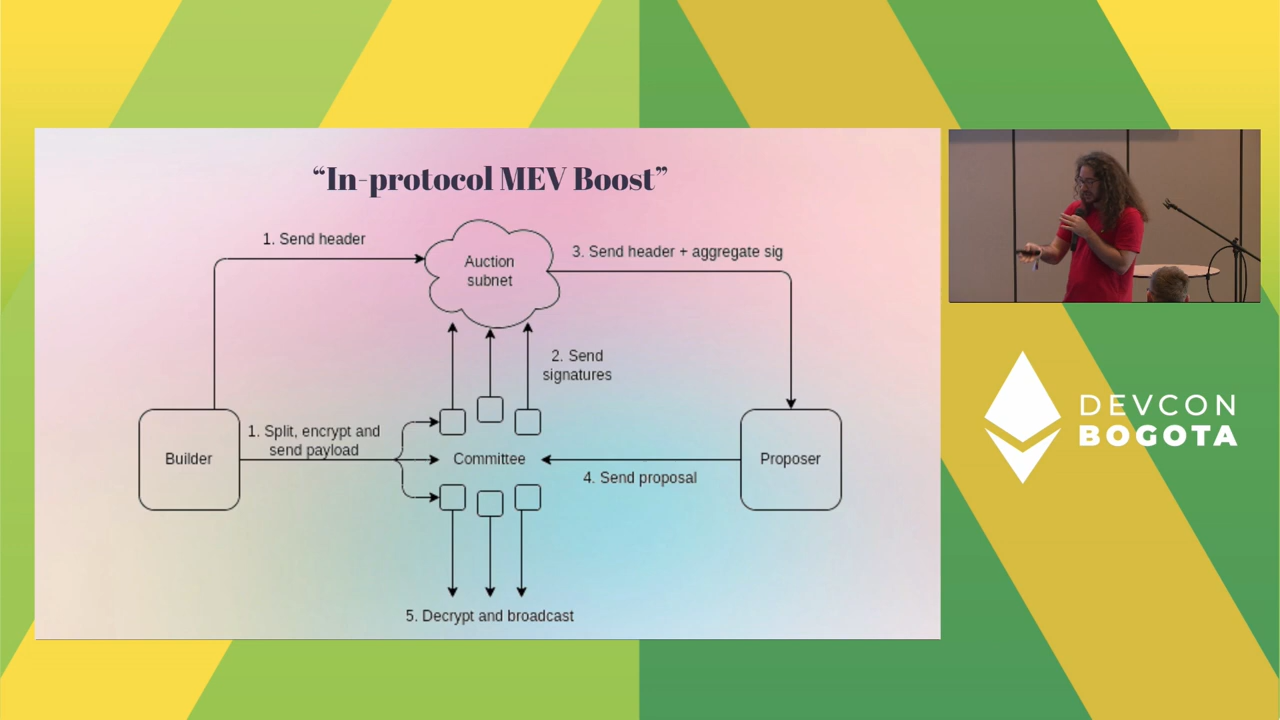 “In-protocol MEV Boost”
1. Send header
Auction
subnet
3. Send header + aggregate sig
2. Send
signatures
Builder
1. Split, encrypt and
send payload
Committee
4. Send proposal
Proposer
5. Decrypt and broadcast
DEVCON
BOGOTA